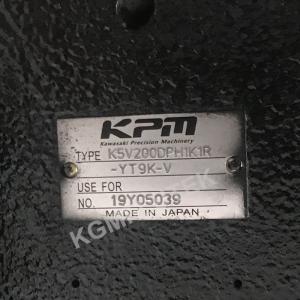 KPM
Kawasaki Precision Machinery
TYPE K5V200DPH1K1R
-YT9K-V
USE FOR
NO. 19Y05039
MADE IN JAPAN